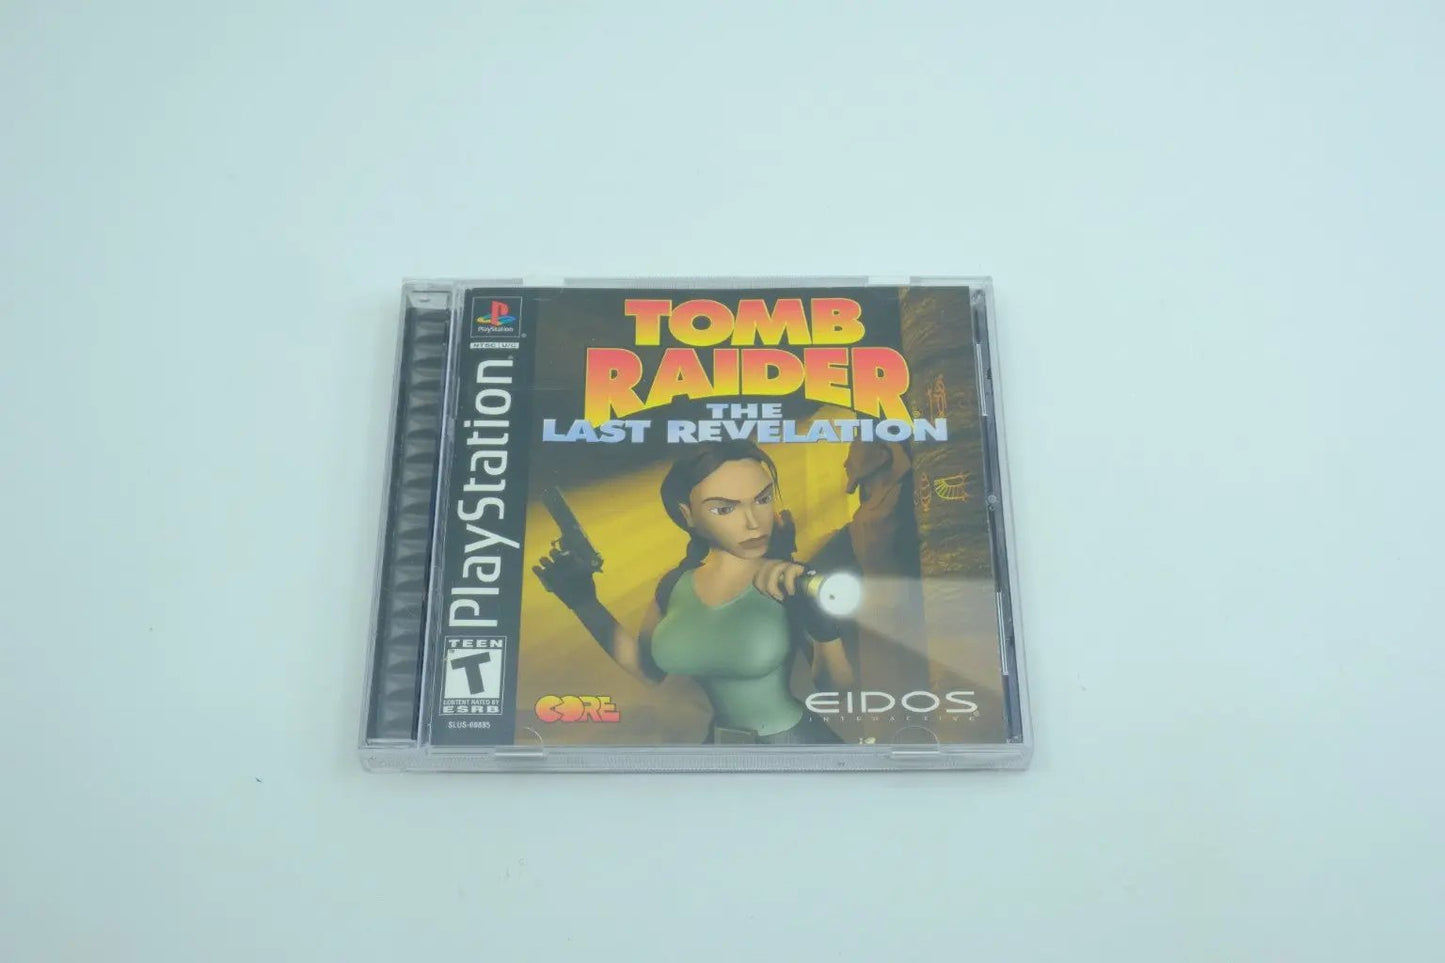 PlayStation
NTSC U/C
PlayStation
TEEN
T
CONTENT RATED BY
ESRB
SLUS-00885
TOMB
RAIDER
THE
LAST REVELATION
CORE
EIDOS
INTERACTIVE